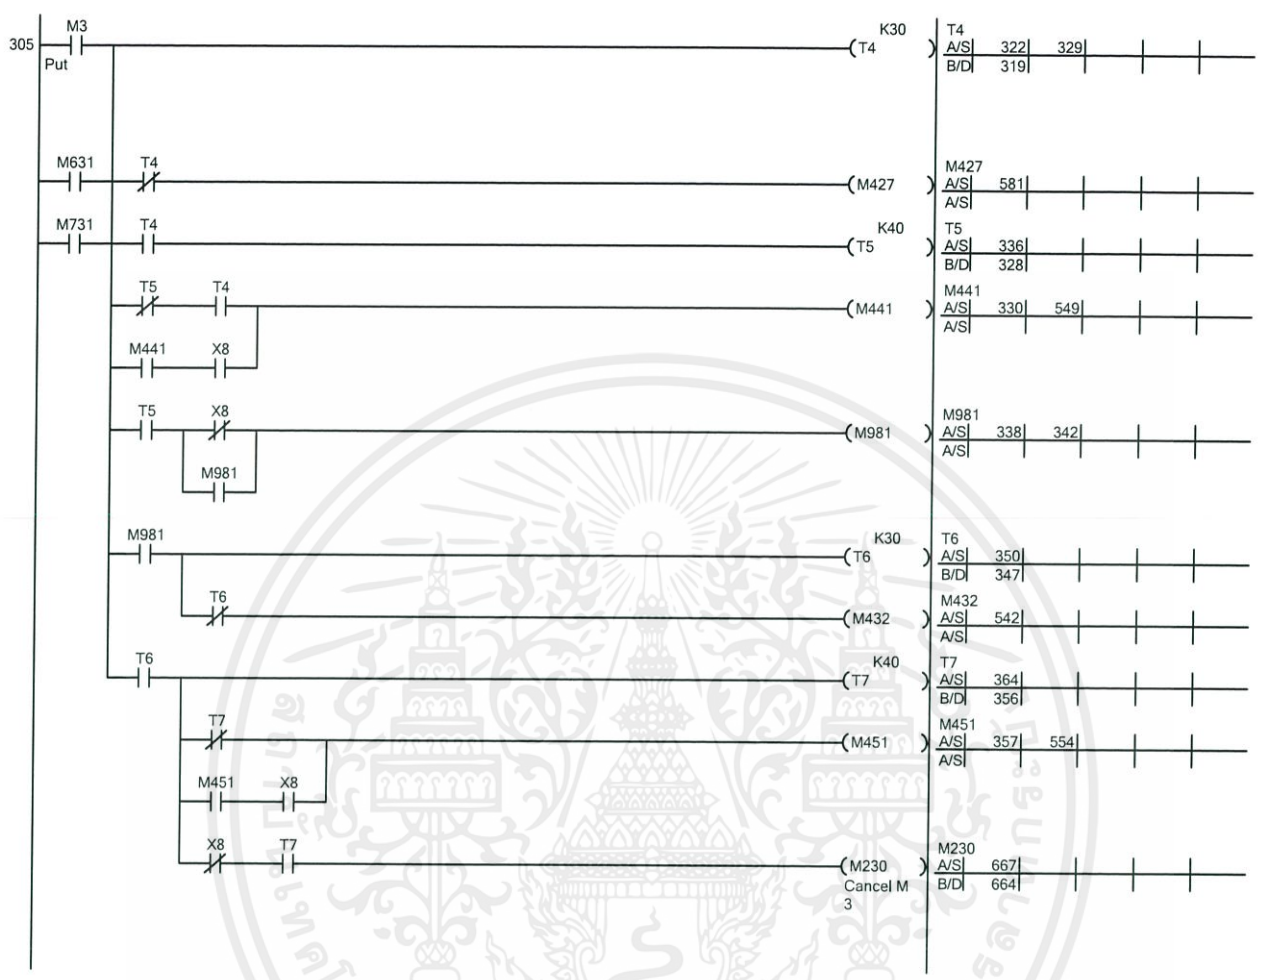 M3 K30 T4
305 (T4 ) A/S 322 329
Put B/D 319
M631 T4 M427
(M427 ) A/S 581
A/S
M731 T4 K40 T5
(T5 ) A/S 336
B/D 328
T5 T4 M441
(M441 ) A/S 330 549
A/S
M441 X8
T5 X8 M981
(M981 ) A/S 338 342
A/S
M981
M981 K30 T6
(T6 ) A/S 350
B/D 347
T6 M432
(M432 ) A/S 542
A/S
T6 K40 T7
(T7 ) A/S 364
B/D 356
T7 M451
(M451 ) A/S 357 554
A/S
M451 X8
X8 T7 M230
(M230 ) A/S 667
Cancel M B/D 664
3